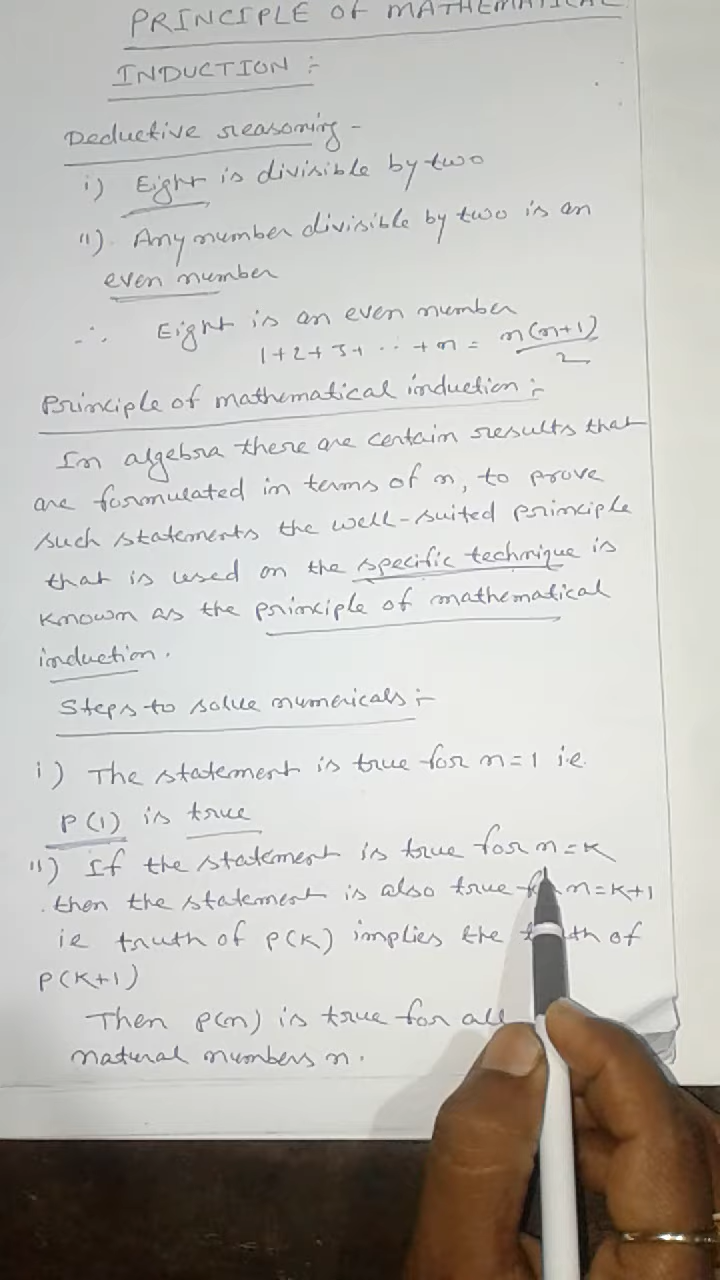 PRINCIPLE OF MATHEMATICAL
INDUCTION :-
Deductive reasoning -
i) Eight is divisible by two
ii). Any number divisible by two is an
even number
∴ Eight is an even number
1+2+3+ ... +n = n(n+1)/2
Principle of mathematical induction :-
In algebra there are certain results that
are formulated in terms of n, to prove
such statements the well-suited principle
that is used on the specific technique is
known as the principle of mathematical
induction.
Steps to solve numericals :-
i) The statement is true for n=1 i.e.
P(1) is true
ii) If the statement is true for n=k
then the statement is also true n=k+1
ie truth of P(k) implies the of
P(k+1)
Then P(n) is true for all
natural numbers n.